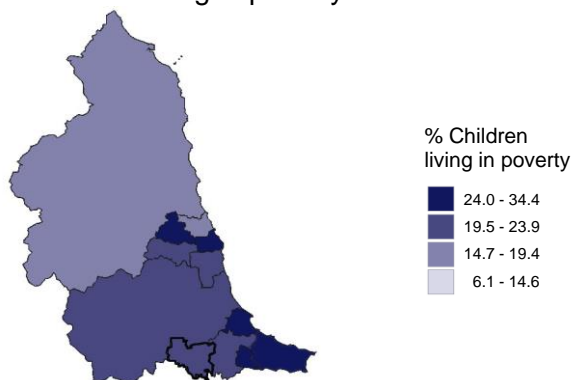 % Children
living in poverty
24.0 - 34.4
19.5 - 23.9
14.7 - 19.4
6.1 - 14.6